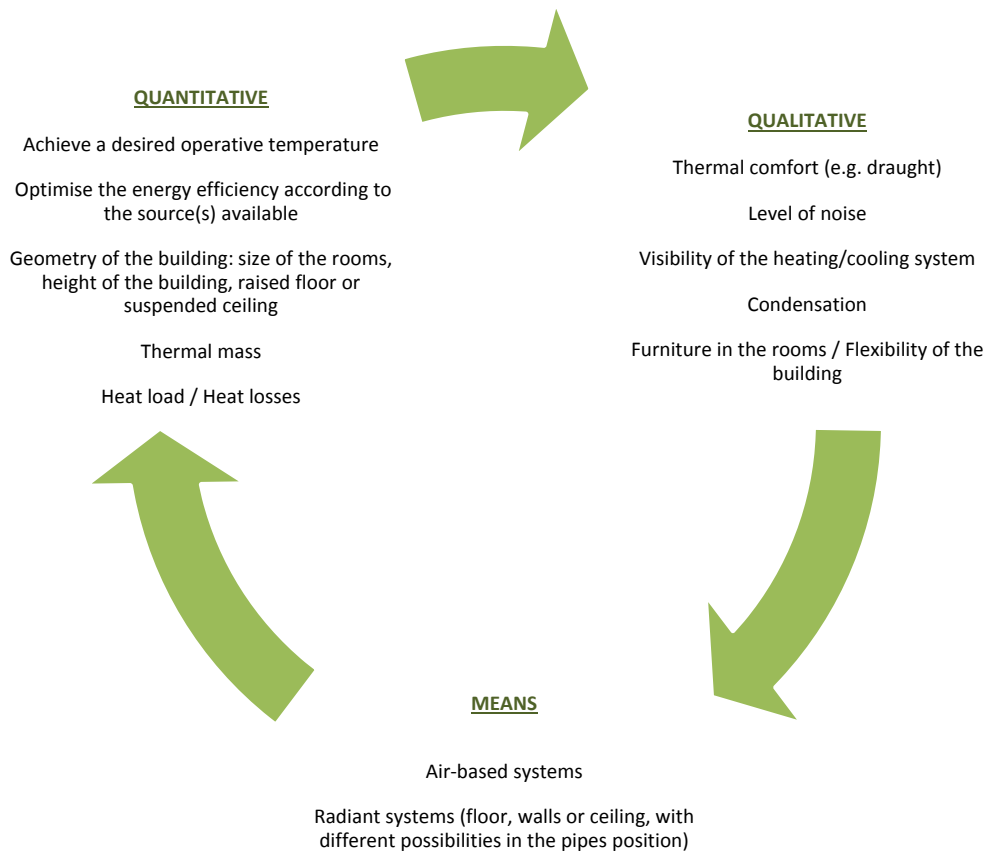 QUANTITATIVE
Achieve a desired operative temperature
Optimise the energy efficiency according to
the source(s) available
Geometry of the building: size of the rooms,
height of the building, raised floor or
suspended ceiling
Thermal mass
Heat load / Heat losses
QUALITATIVE
Thermal comfort (e.g. draught)
Level of noise
Visibility of the heating/cooling system
Condensation
Furniture in the rooms / Flexibility of the
building
MEANS
Air-based systems
Radiant systems (floor, walls or ceiling, with
different possibilities in the pipes position)